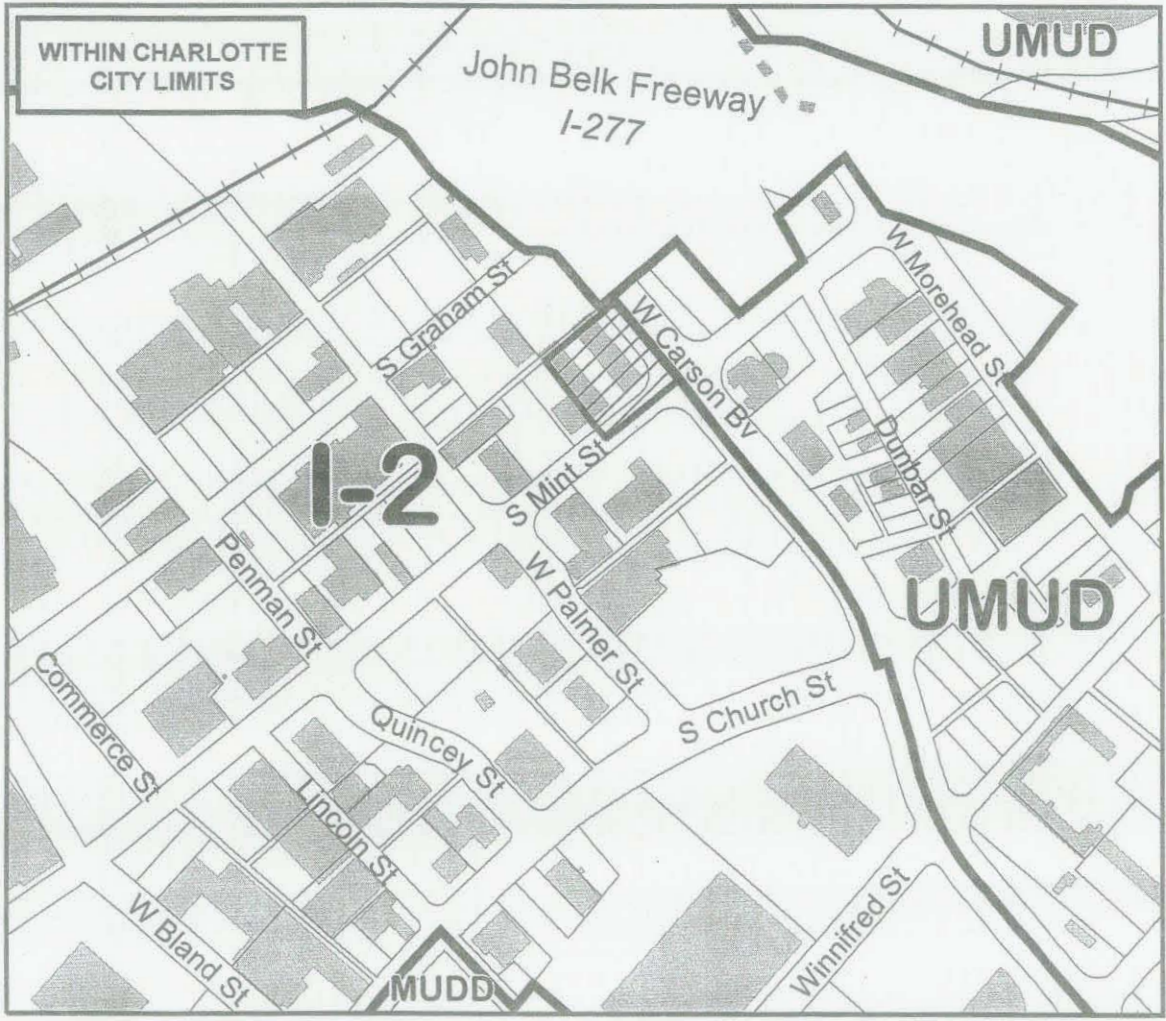 WITHIN CHARLOTTE
CITY LIMITS
UMUD
John Belk Freeway
I-277
W Morehead St
S Graham St
W Carson Bv
Dunbar St
I-2
S Mint St
Penman St
W Palmer St
UMUD
Commerce St
Quincey St
S Church St
Lincoln St
W Bland St
Winnifred St
MUDD